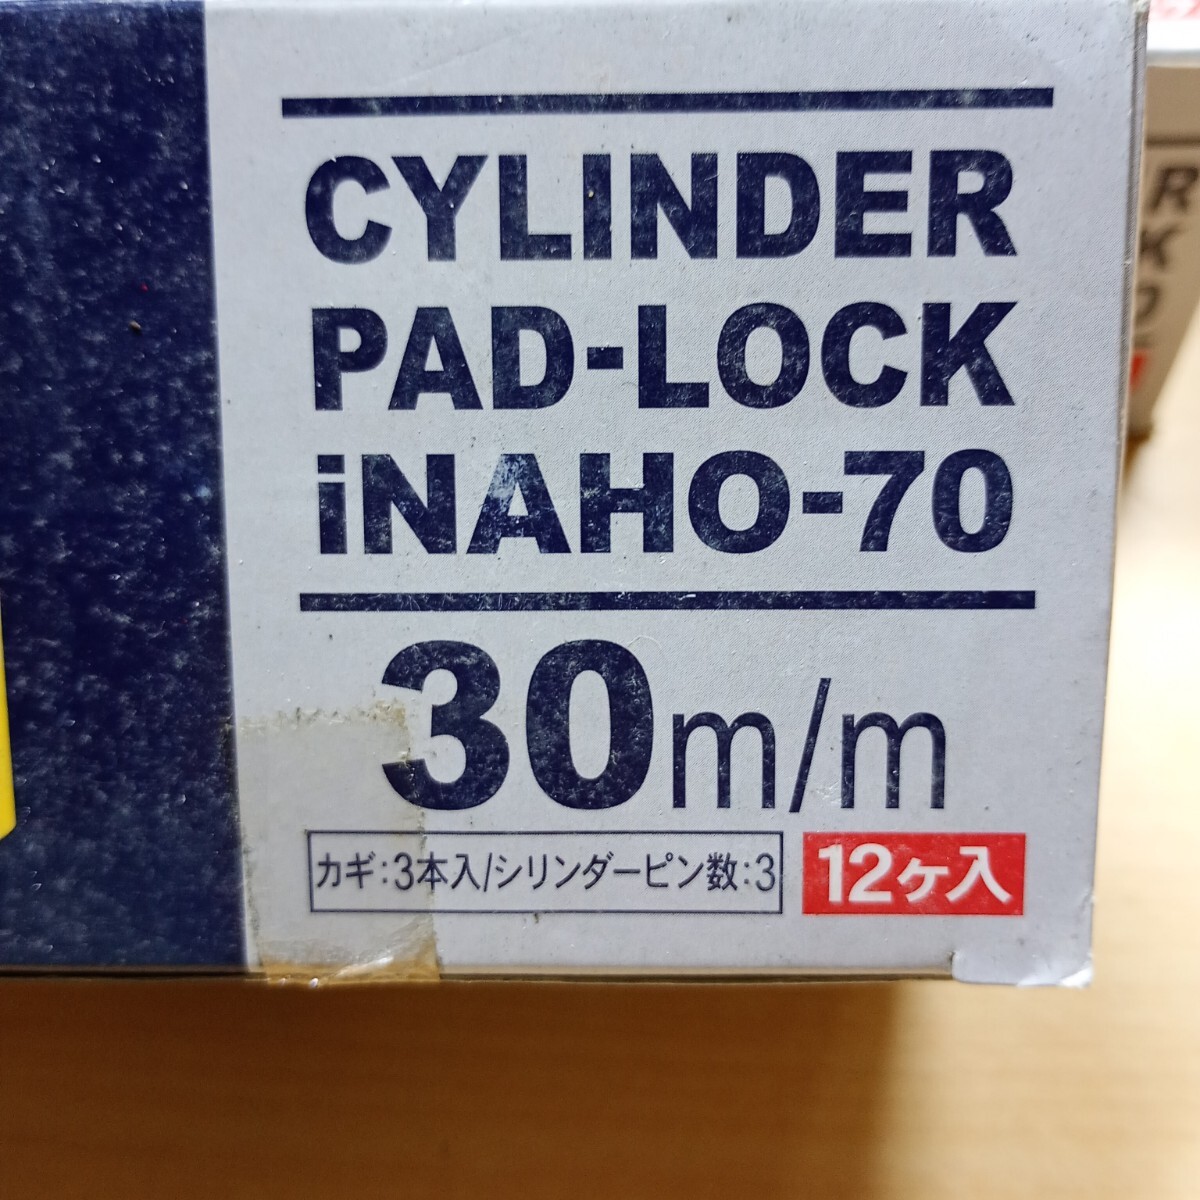 CYLINDER
PAD-LOCK
iNAHO-70
30m/m
カギ:3本入/シリンダーピン数:3
12ヶ入
R
K
0